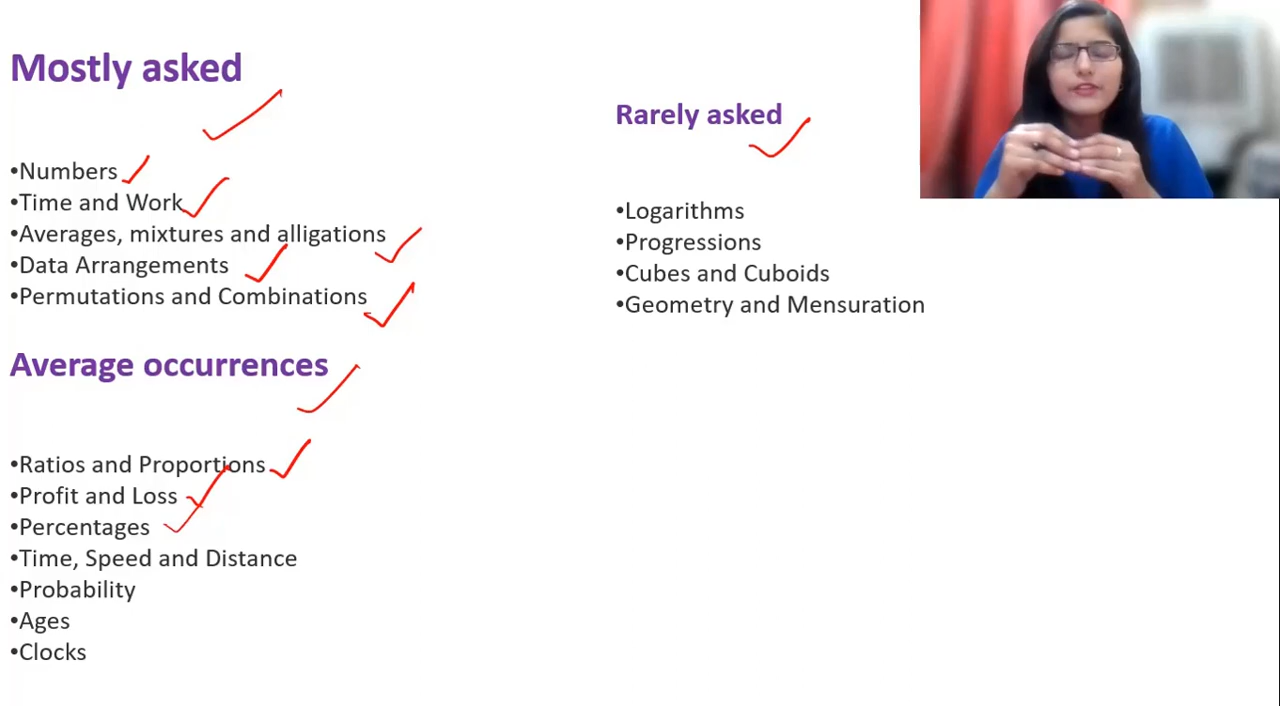 Mostly asked
•Numbers
•Time and Work
•Averages, mixtures and alligations
•Data Arrangements
•Permutations and Combinations
Average occurrences
•Ratios and Proportions
•Profit and Loss
•Percentages
•Time, Speed and Distance
•Probability
•Ages
•Clocks
Rarely asked
•Logarithms
•Progressions
•Cubes and Cuboids
•Geometry and Mensuration